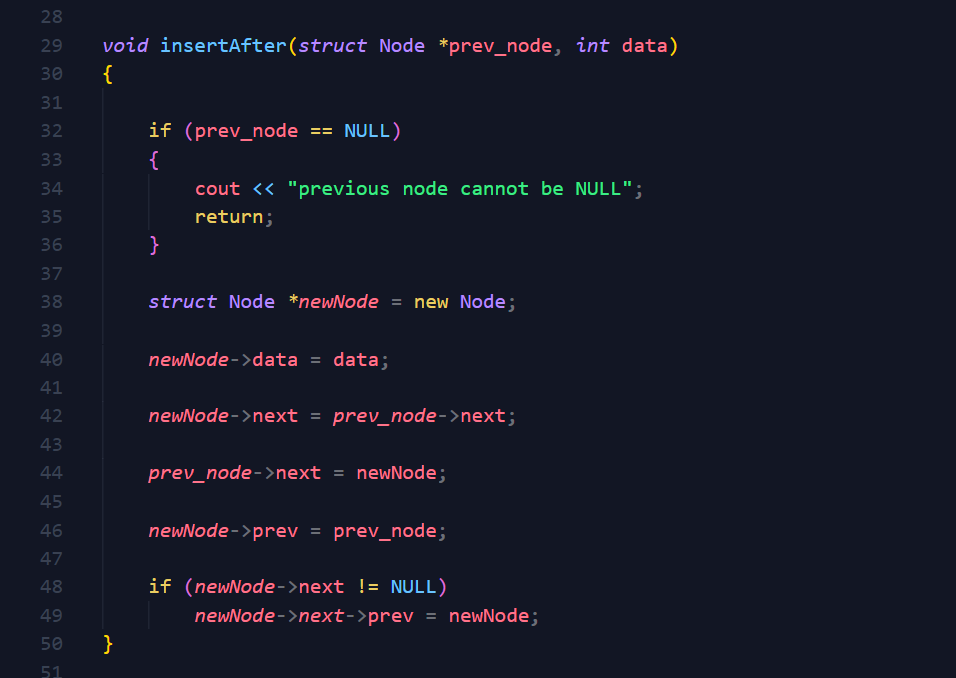 28
29 void insertAfter(struct Node *prev_node, int data)
30 {
31
32 if (prev_node == NULL)
33 {
34 cout << "previous node cannot be NULL";
35 return;
36 }
37
38 struct Node *newNode = new Node;
39
40 newNode->data = data;
41
42 newNode->next = prev_node->next;
43
44 prev_node->next = newNode;
45
46 newNode->prev = prev_node;
47
48 if (newNode->next != NULL)
49 newNode->next->prev = newNode;
50 }
51